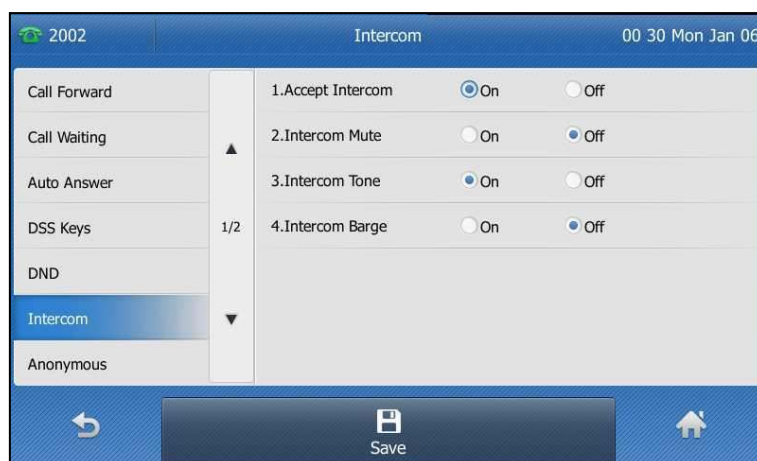 2002 Intercom 00 30 Mon Jan 06
Call Forward 1.Accept Intercom On Off
Call Waiting 2.Intercom Mute On Off
Auto Answer 3.Intercom Tone On Off
DSS Keys 1/2 4.Intercom Barge On Off
DND
Intercom
Anonymous
Save